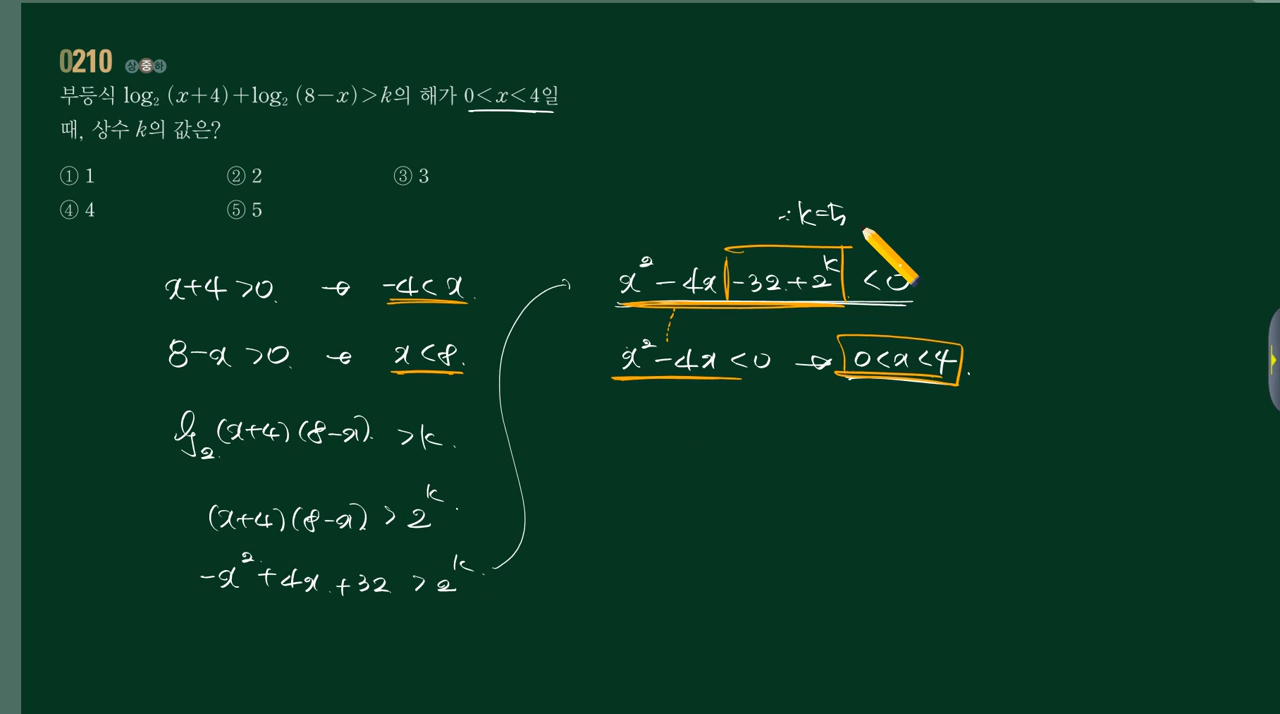 0210 상중하
부등식 log₂ (x+4)+log₂ (8-x)>k의 해가 0<x<4일
때, 상수 k의 값은?
① 1 ② 2 ③ 3
④ 4 ⑤ 5
x+4>0. → -4<x.
8-x>0. → x<8.
log₂(x+4)(8-x) >k.
(x+4)(8-x) > 2ᵏ.
-x²+4x+32 > 2ᵏ.
∴k=5
x²-4x-32+2ᵏ <0
x²-4x<0 → 0<x<4.